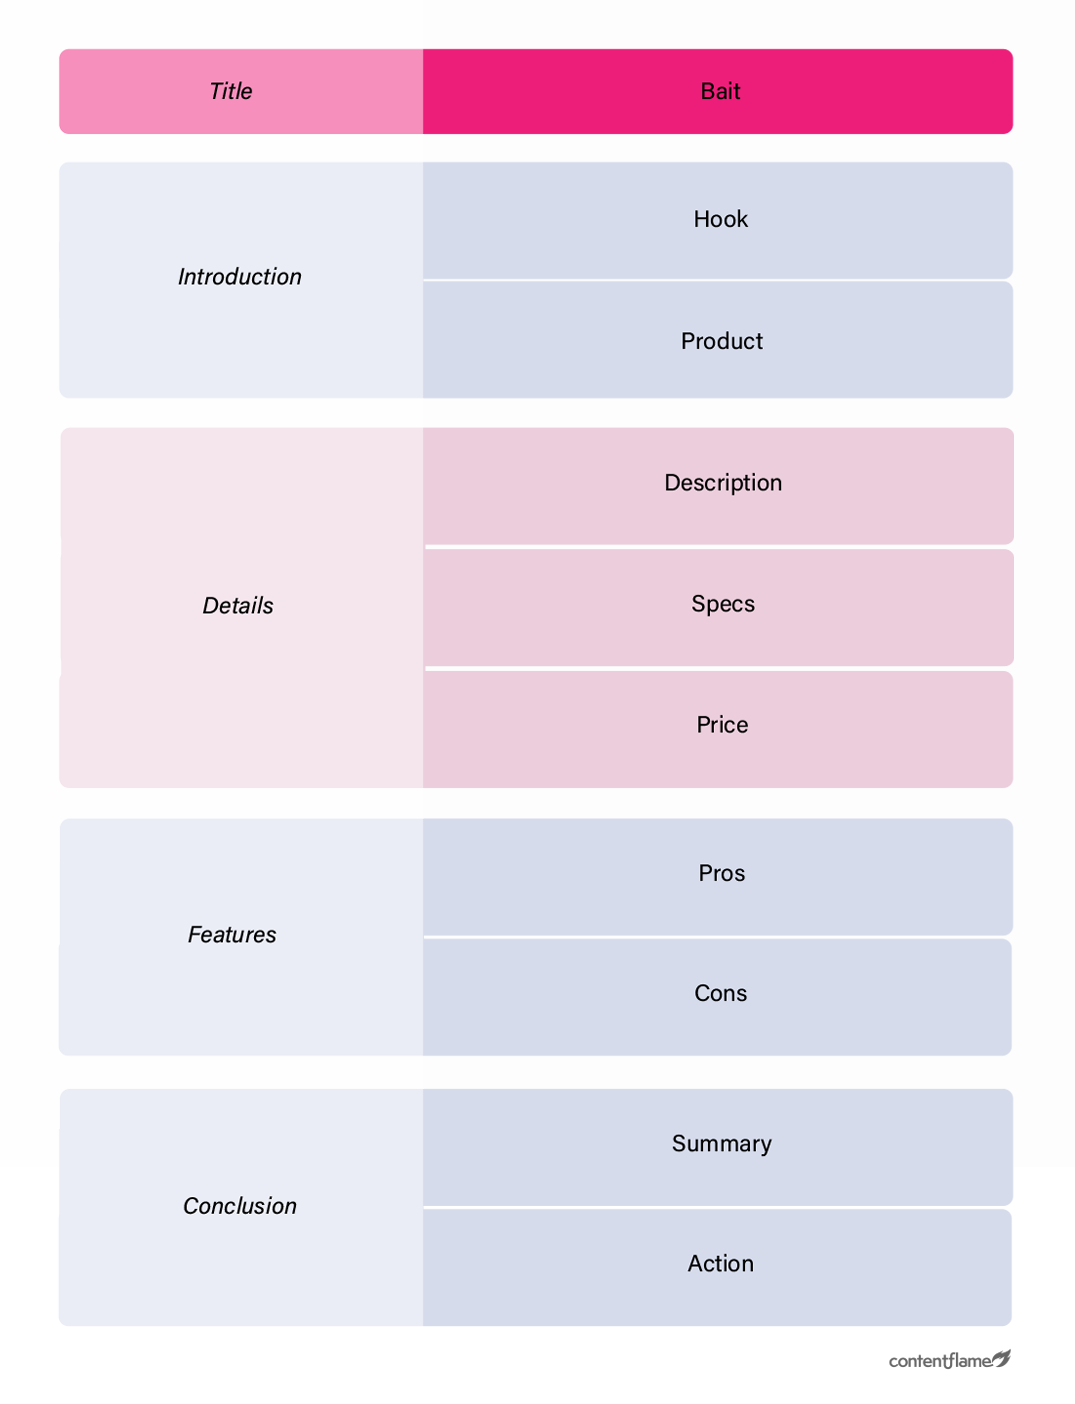 Title
Bait
Introduction
Hook
Product
Details
Description
Specs
Price
Features
Pros
Cons
Conclusion
Summary
Action
contentflame